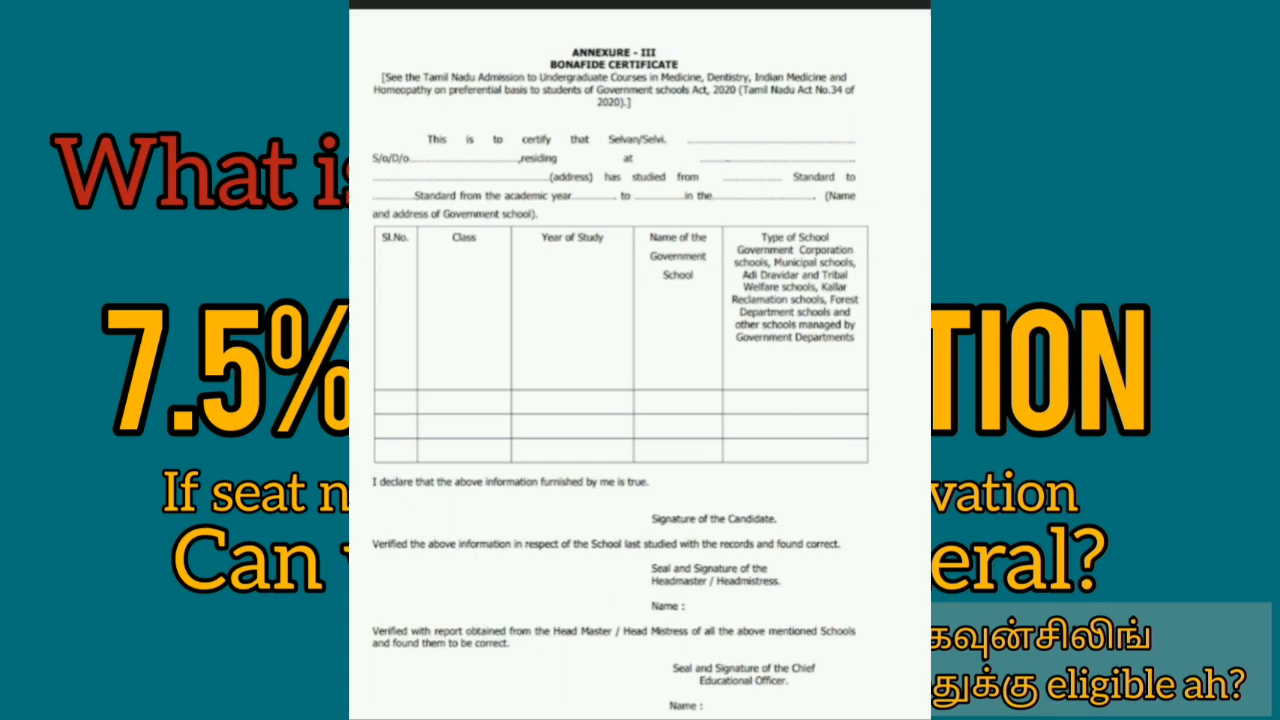 ANNEXURE - III
BONAFIDE CERTIFICATE
[See the Tamil Nadu Admission to Undergraduate Courses in Medicine, Dentistry, Indian Medicine and
Homeopathy on preferential basis to students of Government schools Act, 2020 (Tamil Nadu Act No.34 of
2020).]
This is to certify that Selvan/Selvi. ...............................................
S/o/D/o..............................,residing at ...............................................
...............................................(address) has studied from ................ Standard to
...........Standard from the academic year............ to ..............in the............................ (Name
and address of Government school).
Sl.No.
Class
Year of Study
Name of the
Government
School
Type of School
Government Corporation
schools, Municipal schools,
Adi Dravidar and Tribal
Welfare schools, Kallar
Reclamation schools, Forest
Department schools and
other schools managed by
Government Departments
I declare that the above information furnished by me is true.
Signature of the Candidate.
Verified the above information in respect of the School last studied with the records and found correct.
Seal and Signature of the
Headmaster / Headmistress.
Name :
Verified with report obtained from the Head Master / Head Mistress of all the above mentioned Schools
and found them to be correct.
Seal and Signature of the Chief
Educational Officer.
Name :
What is
7.5% TION
If seat n vation
Can eral?
கவுன்சிலிங்
துக்கு eligible ah?